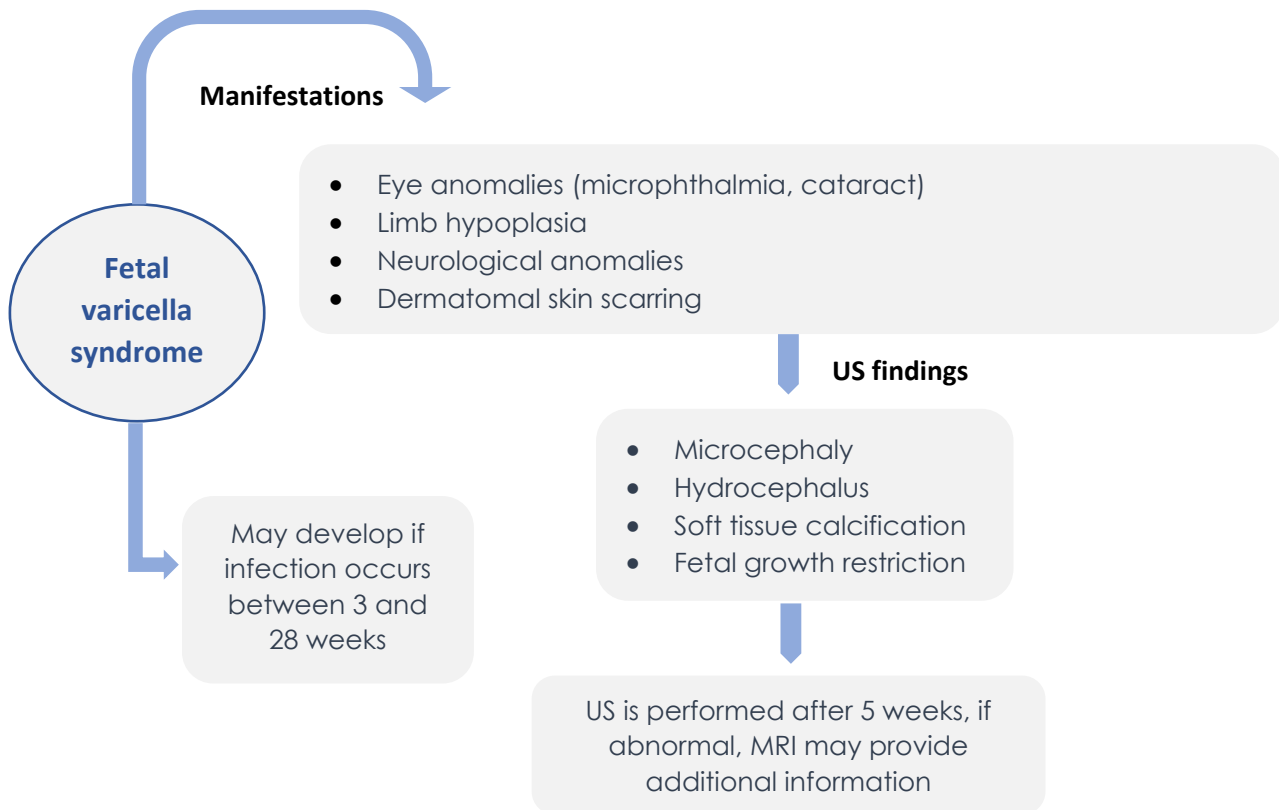 Manifestations
• Eye anomalies (microphthalmia, cataract)
• Limb hypoplasia
• Neurological anomalies
• Dermatomal skin scarring
Fetal
varicella
syndrome
US findings
• Microcephaly
• Hydrocephalus
• Soft tissue calcification
• Fetal growth restriction
May develop if
infection occurs
between 3 and
28 weeks
US is performed after 5 weeks, if
abnormal, MRI may provide
additional information